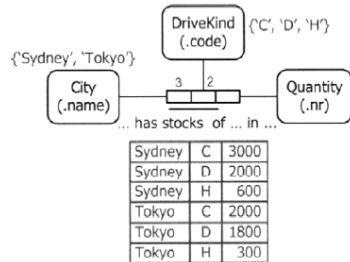 DriveKind
(.code)
{'C', 'D', 'H'}
{'Sydney', 'Tokyo'}
City
(.name)
3
2
Quantity
(.nr)
... has stocks of ... in ...
Sydney C 3000
Sydney D 2000
Sydney H 600
Tokyo C 2000
Tokyo D 1800
Tokyo H 300